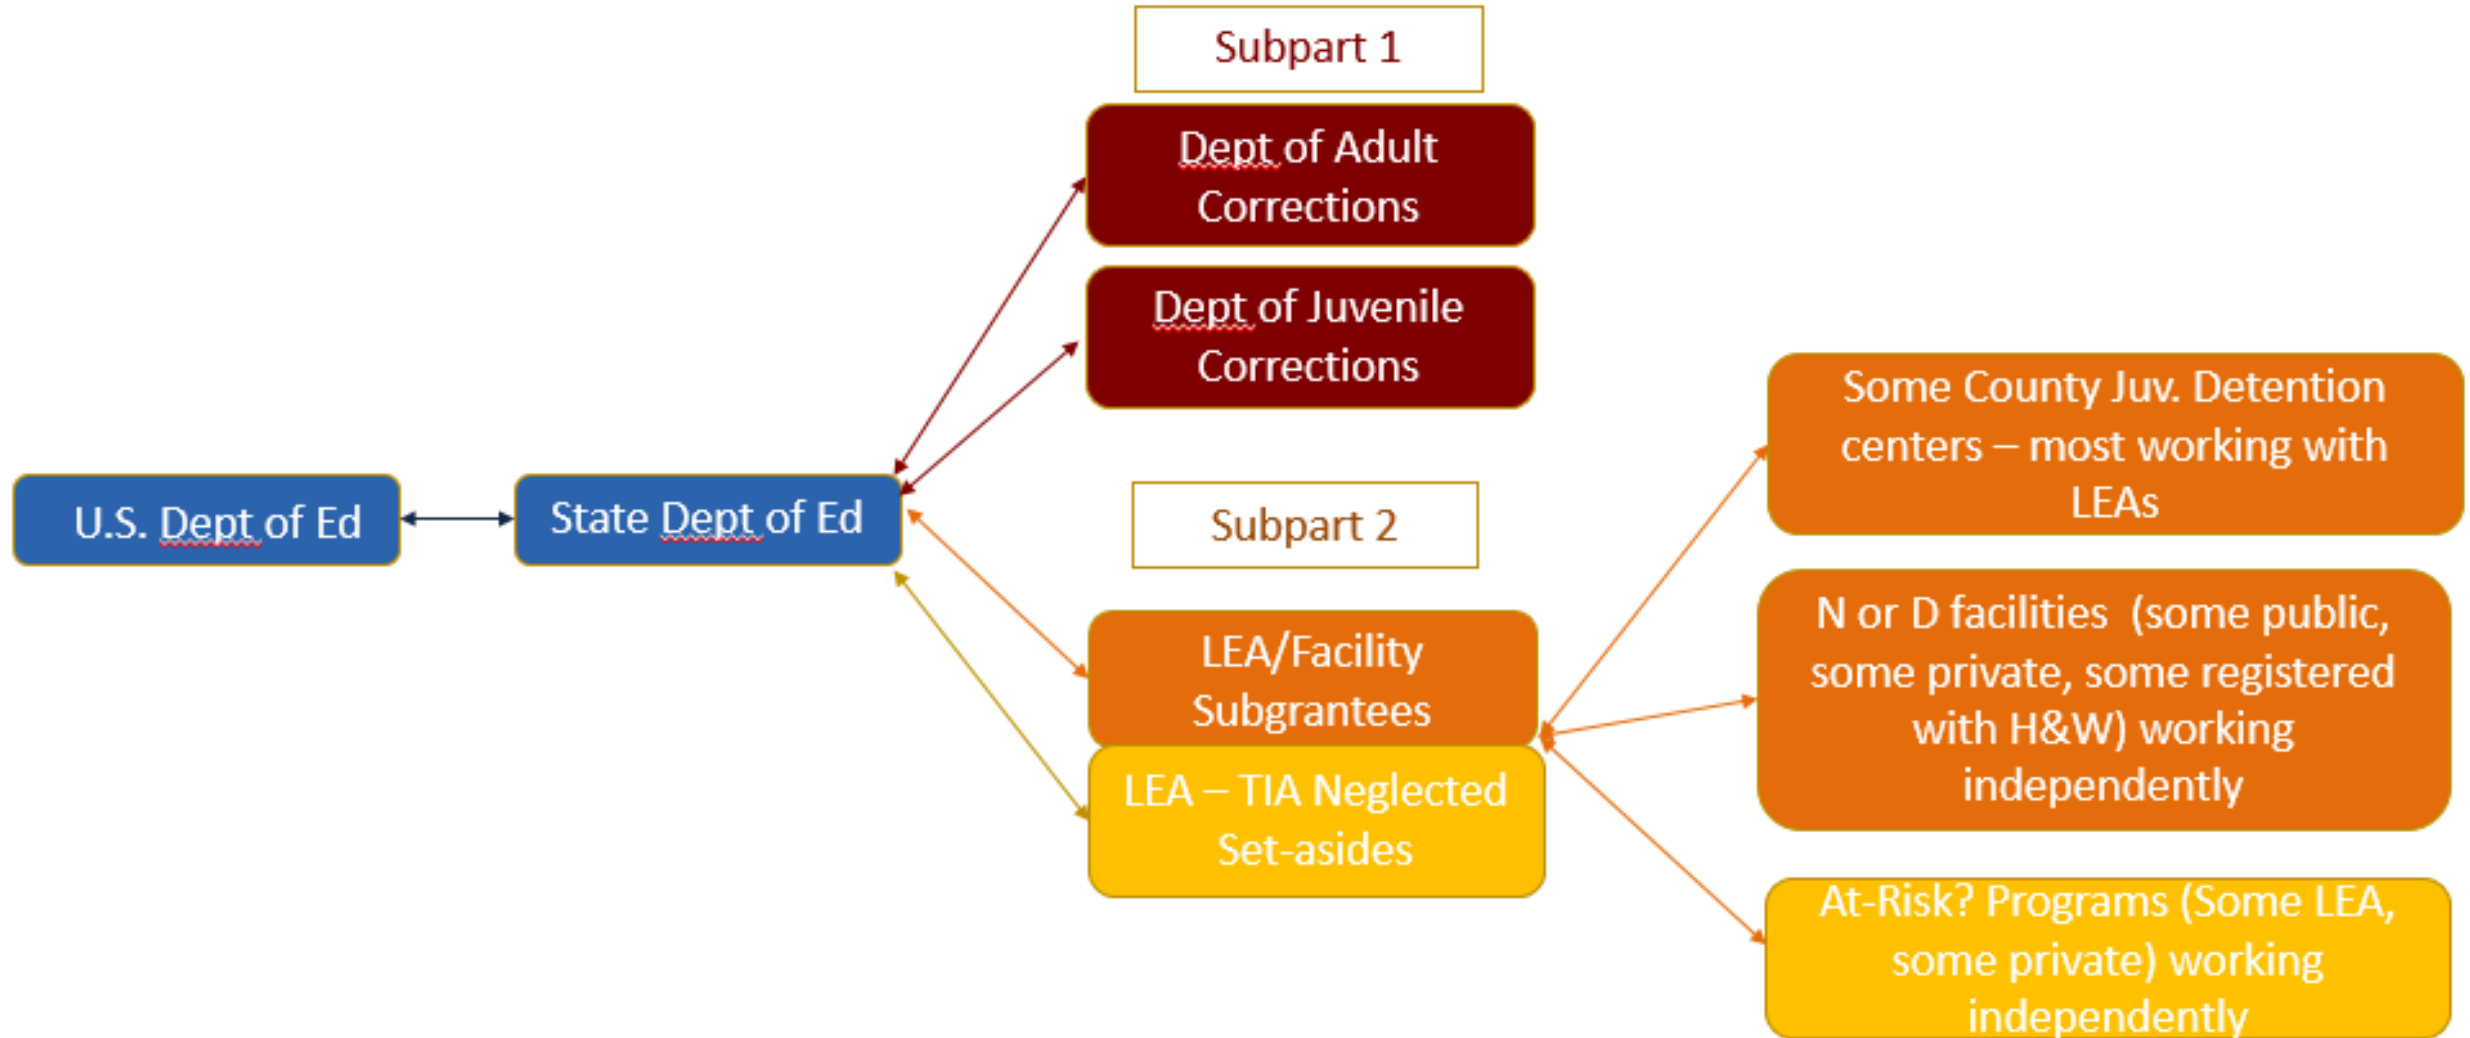 Subpart 1
Dept of Adult
Corrections
Dept of Juvenile
Corrections
U.S. Dept of Ed
State Dept of Ed
Subpart 2
LEA/Facility
Subgrantees
LEA – TIA Neglected
Set-asides
Some County Juv. Detention
centers – most working with
LEAs
N or D facilities (some public,
some private, some registered
with H&W) working
independently
At-Risk? Programs (Some LEA,
some private) working
independently